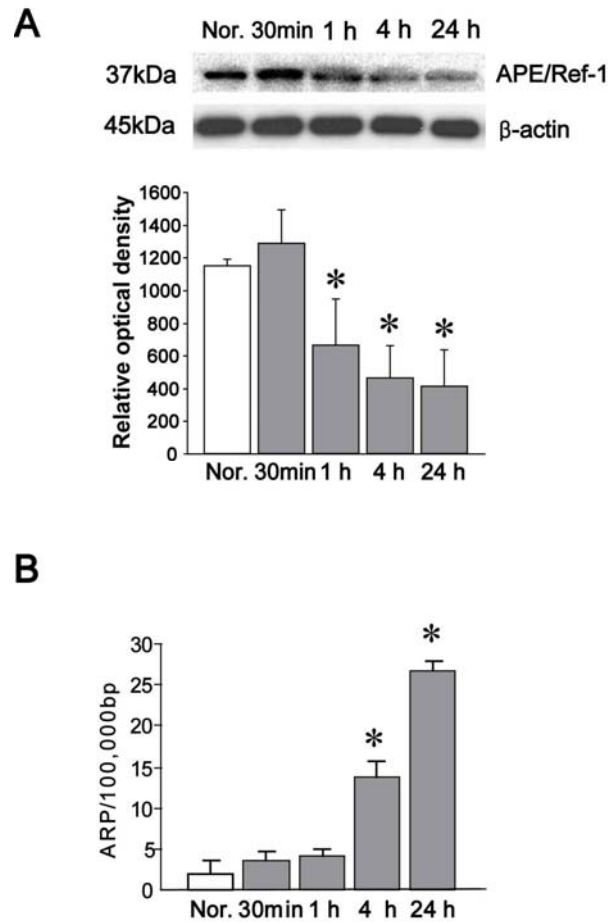 A
Nor. 30min 1 h 4 h 24 h
37kDa APE/Ref-1
45kDa β-actin
Relative optical density
1600
1400
1200
1000
800
600
400
200
0
* * *
Nor. 30min 1 h 4 h 24 h
B
ARP/100,000bp
30
25
20
15
10
5
0
* *
Nor. 30min 1 h 4 h 24 h